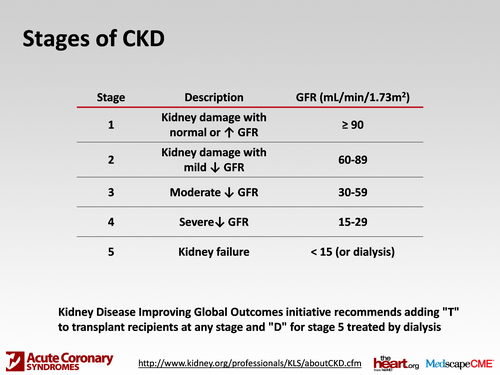 Stages of CKD
Stage Description GFR (mL/min/1.73m²)
1 Kidney damage with normal or ↑ GFR ≥ 90
2 Kidney damage with mild ↓ GFR 60-89
3 Moderate ↓ GFR 30-59
4 Severe↓ GFR 15-29
5 Kidney failure < 15 (or dialysis)
Kidney Disease Improving Global Outcomes initiative recommends adding "T"
to transplant recipients at any stage and "D" for stage 5 treated by dialysis
Acute Coronary
SYNDROMES
http://www.kidney.org/professionals/KLS/aboutCKD.cfm
theheart.org
Medscape CME